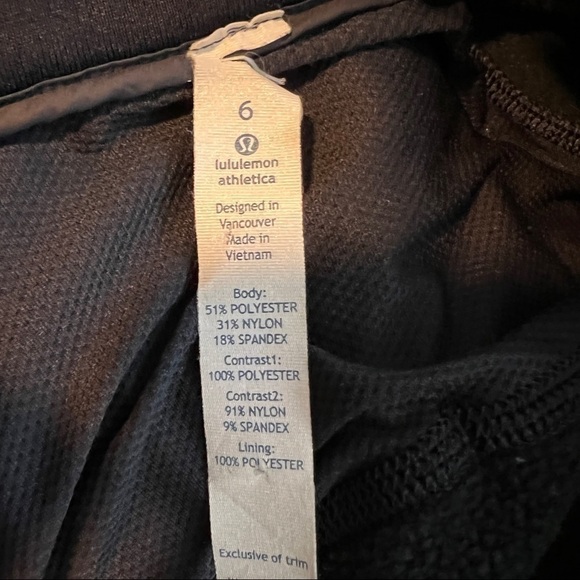 6
lululemon
athletica
Designed in
Vancouver
Made in
Vietnam
Body:
51% POLYESTER
31% NYLON
18% SPANDEX
Contrast1:
100% POLYESTER
Contrast2:
91% NYLON
9% SPANDEX
Lining:
100% POLYESTER
Exclusive of trim